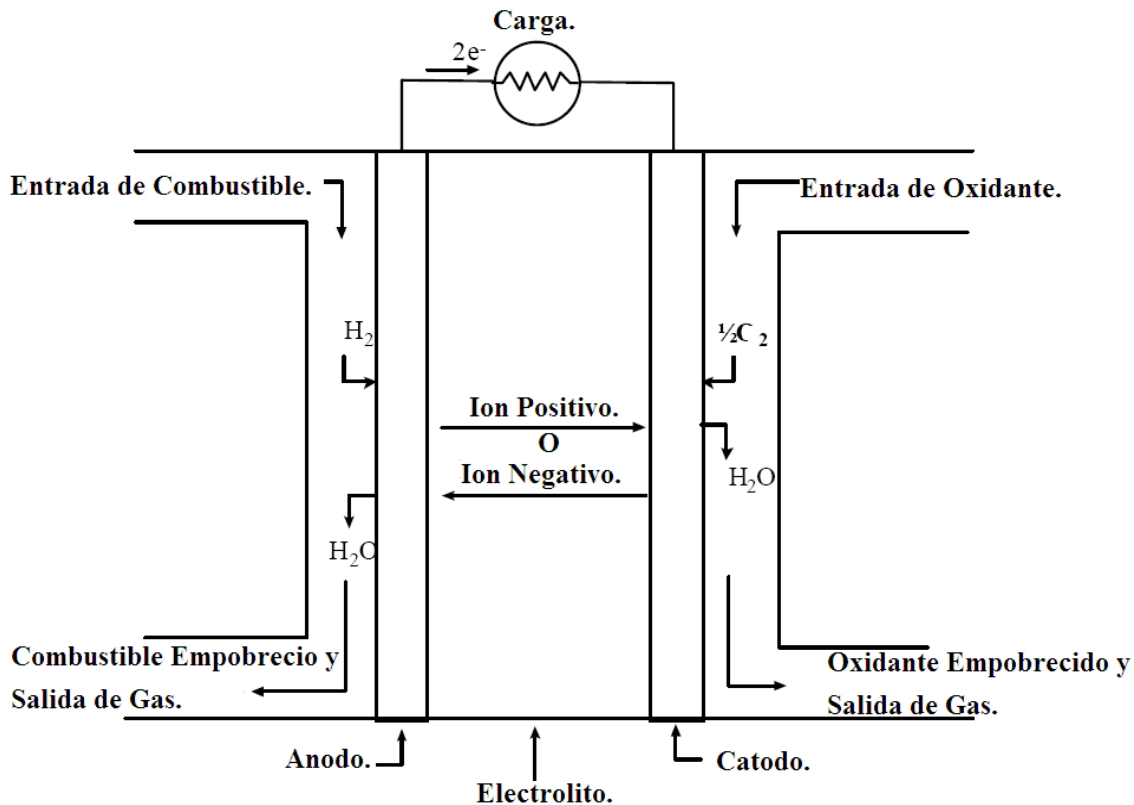 Carga.
2e-
Entrada de Combustible.
Entrada de Oxidante.
H2
½C 2
Ion Positivo.
O
Ion Negativo.
H2O
H2O
Combustible Empobrecio y
Salida de Gas.
Oxidante Empobrecido y
Salida de Gas.
Anodo.
Catodo.
Electrolito.